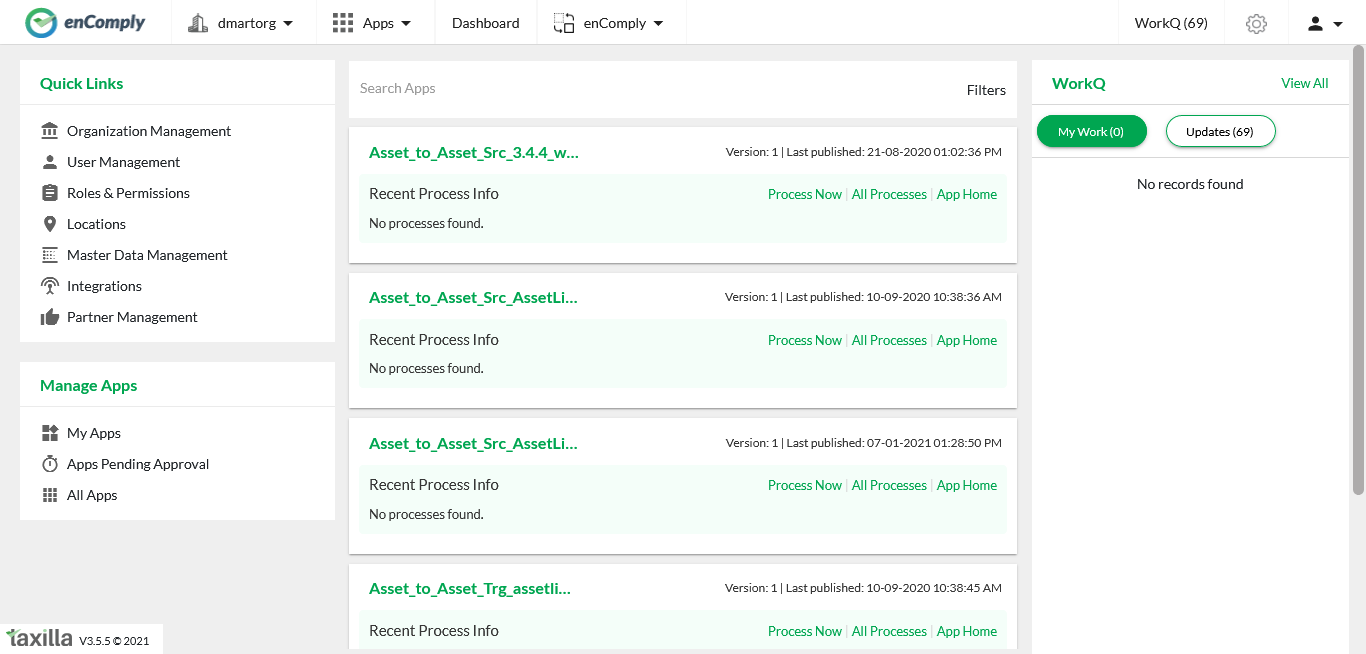 enComply dmartorg Apps Dashboard enComply WorkQ (69)
Quick Links
Organization Management
User Management
Roles & Permissions
Locations
Master Data Management
Integrations
Partner Management
Manage Apps
My Apps
Apps Pending Approval
All Apps
taxilla V3.5.5 © 2021
Search Apps Filters
Asset_to_Asset_Src_3.4.4_w... Version: 1 | Last published: 21-08-2020 01:02:36 PM
Recent Process Info Process Now | All Processes | App Home
No processes found.
Asset_to_Asset_Src_AssetLi... Version: 1 | Last published: 10-09-2020 10:38:36 AM
Recent Process Info Process Now | All Processes | App Home
No processes found.
Asset_to_Asset_Src_AssetLi... Version: 1 | Last published: 07-01-2021 01:28:50 PM
Recent Process Info Process Now | All Processes | App Home
No processes found.
Asset_to_Asset_Trg_assetli... Version: 1 | Last published: 10-09-2020 10:38:45 AM
Recent Process Info Process Now | All Processes | App Home
WorkQ View All
My Work (0) Updates (69)
No records found